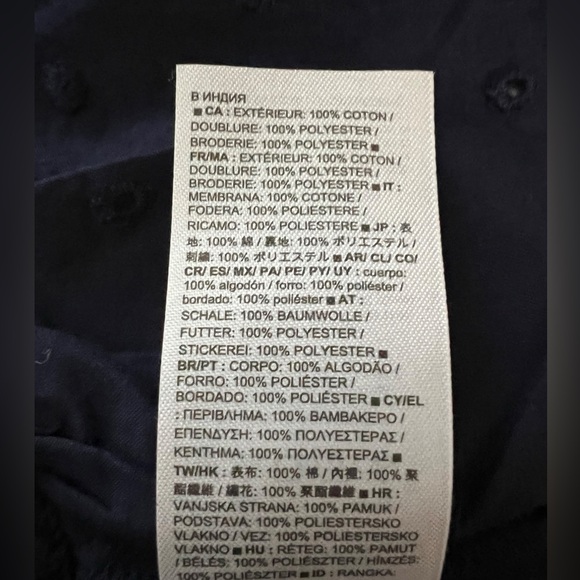 В ИНДИЯ
■ CA : EXTÉRIEUR: 100% COTON /
DOUBLURE: 100% POLYESTER /
BRODERIE: 100% POLYESTER ■
FR/MA : EXTÉRIEUR: 100% COTON /
DOUBLURE: 100% POLYESTER /
BRODERIE: 100% POLYESTER ■ IT :
MEMBRANA: 100% COTONE /
FODERA: 100% POLIESTERE /
RICAMO: 100% POLIESTERE ■ JP : 表
地: 100% 綿 / 裏地: 100% ポリエステル /
刺繍: 100% ポリエステル ■ AR/ CL/ CO/
CR/ ES/ MX/ PA/ PE/ PY/ UY : cuerpo:
100% algodón / forro: 100% poliéster /
bordado: 100% poliéster ■ AT :
SCHALE: 100% BAUMWOLLE /
FUTTER: 100% POLYESTER /
STICKEREI: 100% POLYESTER ■
BR/PT : CORPO: 100% ALGODÃO /
FORRO: 100% POLIÉSTER /
BORDADO: 100% POLIÉSTER ■ CY/EL
: ΠΕΡΙΒΛΗΜΑ: 100% ΒΑΜΒΑΚΕΡΟ /
ΕΠΕΝΔΥΣΗ: 100% ΠΟΛΥΕΣΤΕΡΑΣ /
ΚΕΝΤΗΜΑ: 100% ΠΟΛΥΕΣΤΕΡΑΣ ■
TW/HK : 表布: 100% 棉 / 內裡: 100% 聚
酯纖維 / 繡花: 100% 聚酯纖維 ■ HR :
VANJSKA STRANA: 100% PAMUK /
PODSTAVA: 100% POLIESTERSKO
VLAKNO / VEZ: 100% POLIESTERSKO
VLAKNO ■ HU : RÉTEG: 100% PAMUT
/ BÉLÉS: 100% POLIÉSZTER / HÍMZÉS:
100% POLIÉSZTER ■ ID : RANGKA: